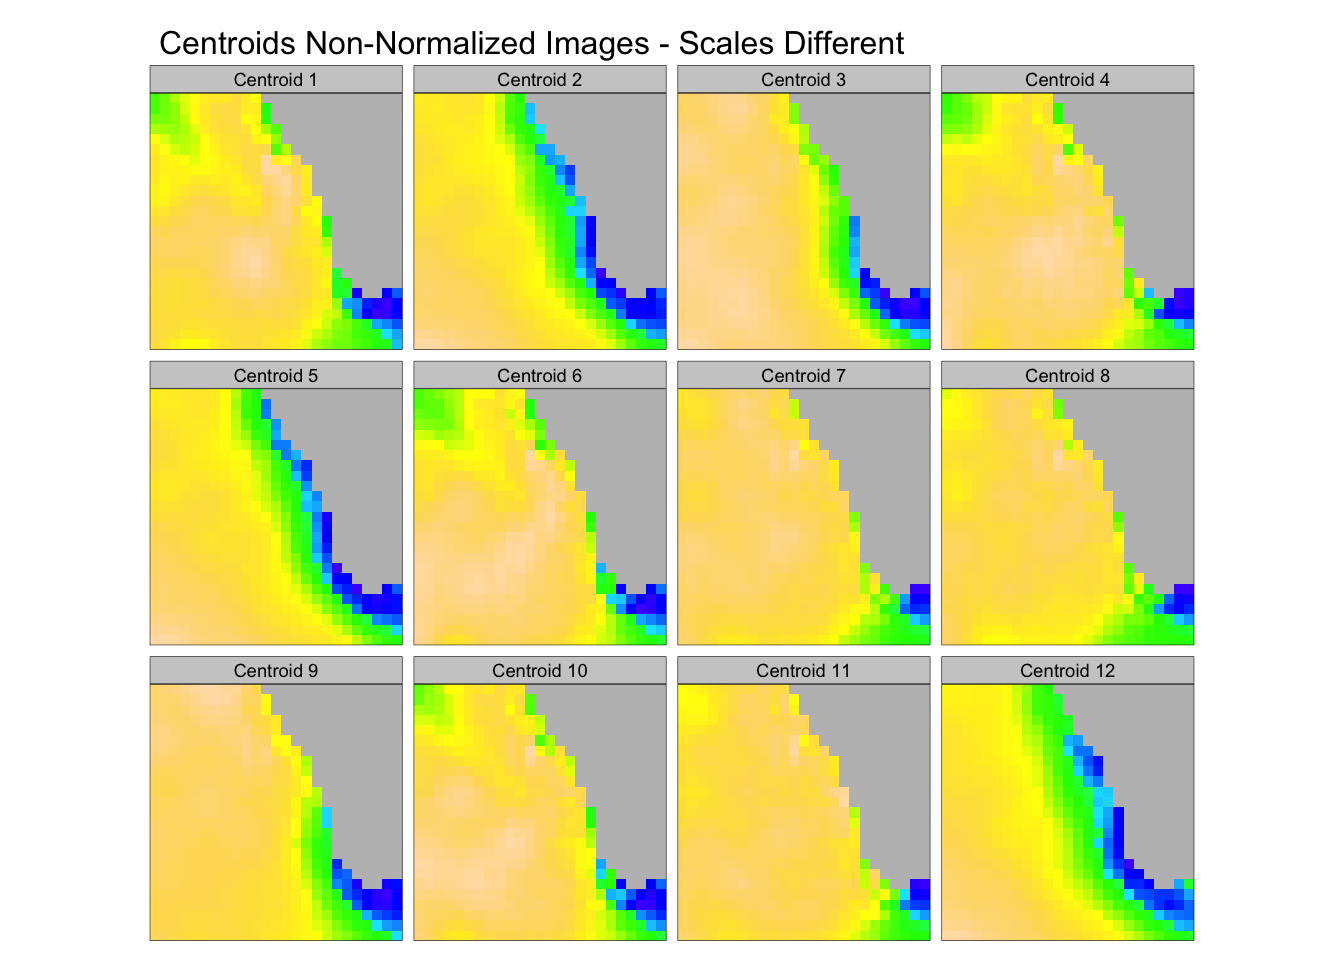 Centroids Non-Normalized Images - Scales Different
Centroid 1
Centroid 2
Centroid 3
Centroid 4
Centroid 5
Centroid 6
Centroid 7
Centroid 8
Centroid 9
Centroid 10
Centroid 11
Centroid 12